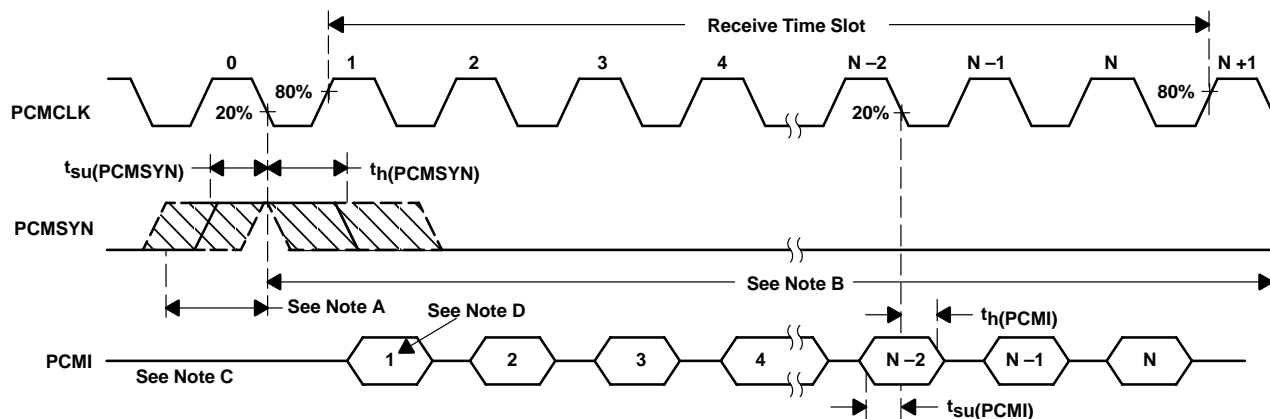 Receive Time Slot
0 1 2 3 4 N –2 N –1 N N +1
80% 80%
PCMCLK 20% 20%
tsu(PCMSYN) th(PCMSYN)
PCMSYN
See Note B
See Note A
See Note D
th(PCMI)
PCMI 1 2 3 4 N –2 N –1 N
See Note C
tsu(PCMI)